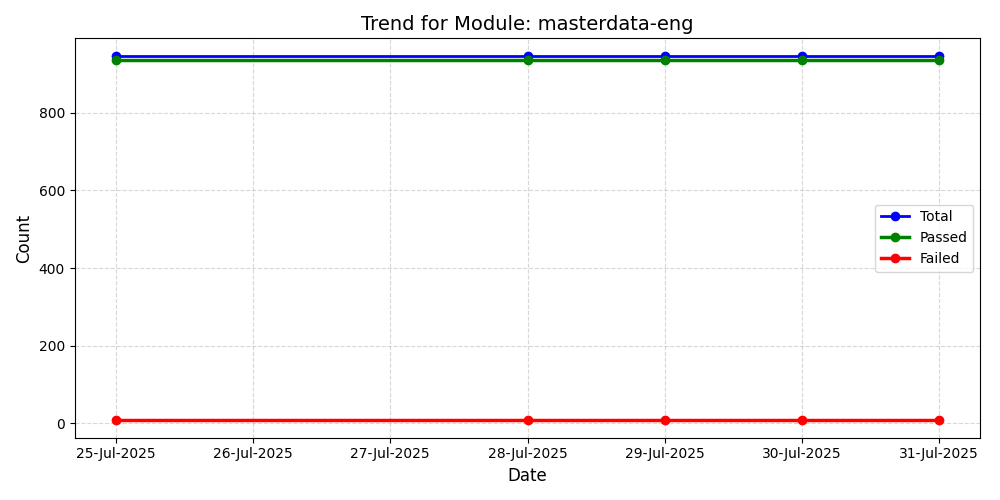 Trend for Module: masterdata-eng
800
600
400
200
0
Count
Total
Passed
Failed
25-Jul-2025 26-Jul-2025 27-Jul-2025 28-Jul-2025 29-Jul-2025 30-Jul-2025 31-Jul-2025
Date